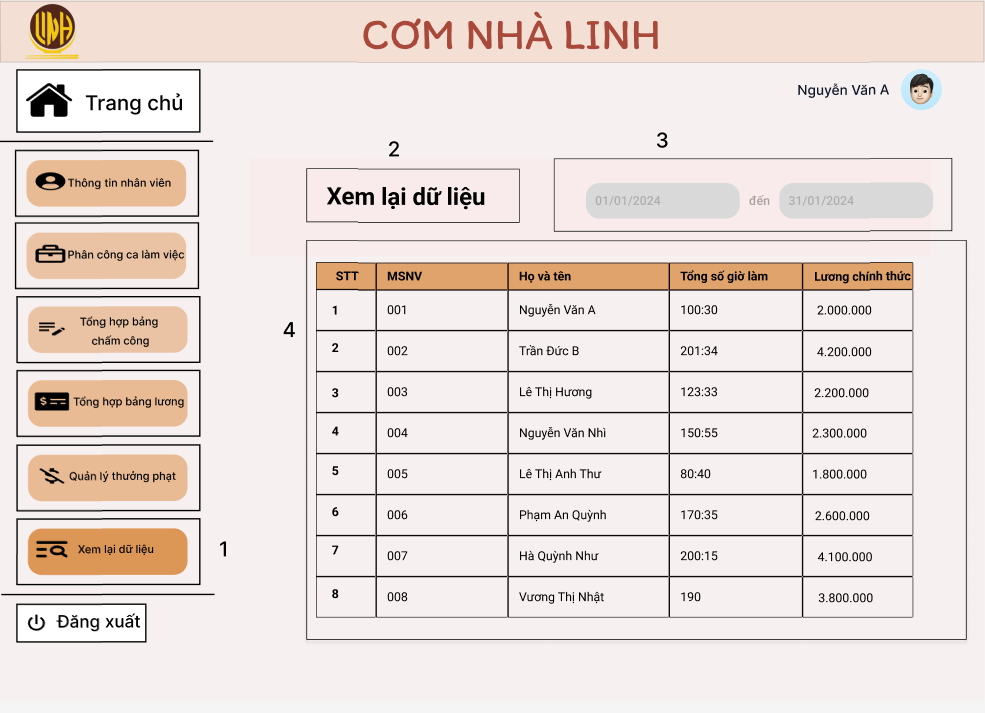 LINH
CƠM NHÀ LINH
Trang chủ
Nguyễn Văn A
2
3
Thông tin nhân viên
Xem lại dữ liệu
01/01/2024 đến 31/01/2024
Phân công ca làm việc
Tổng hợp bảng
chấm công
4
Tổng hợp bảng lương
Quản lý thưởng phạt
Xem lại dữ liệu
1
Đăng xuất
STT MSNV Họ và tên Tổng số giờ làm Lương chính thức
1 001 Nguyễn Văn A 100:30 2.000.000
2 002 Trần Đức B 201:34 4.200.000
3 003 Lê Thị Hương 123:33 2.200.000
4 004 Nguyễn Văn Nhì 150:55 2.300.000
5 005 Lê Thị Anh Thư 80:40 1.800.000
6 006 Phạm An Quỳnh 170:35 2.600.000
7 007 Hà Quỳnh Như 200:15 4.100.000
8 008 Vương Thị Nhật 190 3.800.000